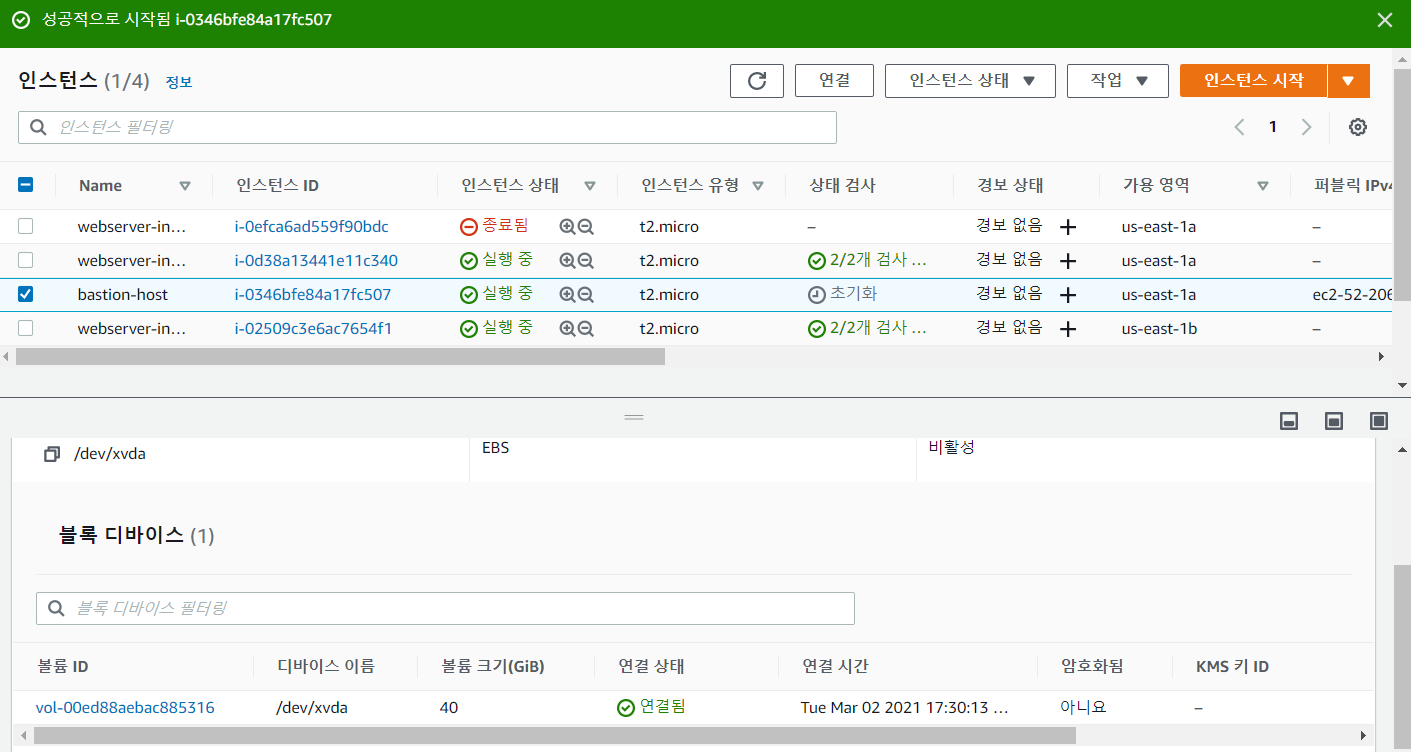 성공적으로 시작됨 i-0346bfe84a17fc507
인스턴스 (1/4) 정보 연결 인스턴스 상태 작업 인스턴스 시작
인스턴스 필터링 1
Name 인스턴스 ID 인스턴스 상태 인스턴스 유형 상태 검사 경보 상태 가용 영역 퍼블릭 IPv4
webserver-in... i-0efca6ad559f90bdc 종료됨 t2.micro – 경보 없음 + us-east-1a –
webserver-in... i-0d38a13441e11c340 실행 중 t2.micro 2/2개 검사 ... 경보 없음 + us-east-1a –
bastion-host i-0346bfe84a17fc507 실행 중 t2.micro 초기화 경보 없음 + us-east-1a ec2-52-206
webserver-in... i-02509c3e6ac7654f1 실행 중 t2.micro 2/2개 검사 ... 경보 없음 + us-east-1b –
/dev/xvda EBS 비활성
블록 디바이스 (1)
블록 디바이스 필터링
볼륨 ID 디바이스 이름 볼륨 크기(GiB) 연결 상태 연결 시간 암호화됨 KMS 키 ID
vol-00ed88aebac885316 /dev/xvda 40 연결됨 Tue Mar 02 2021 17:30:13 ... 아니요 –